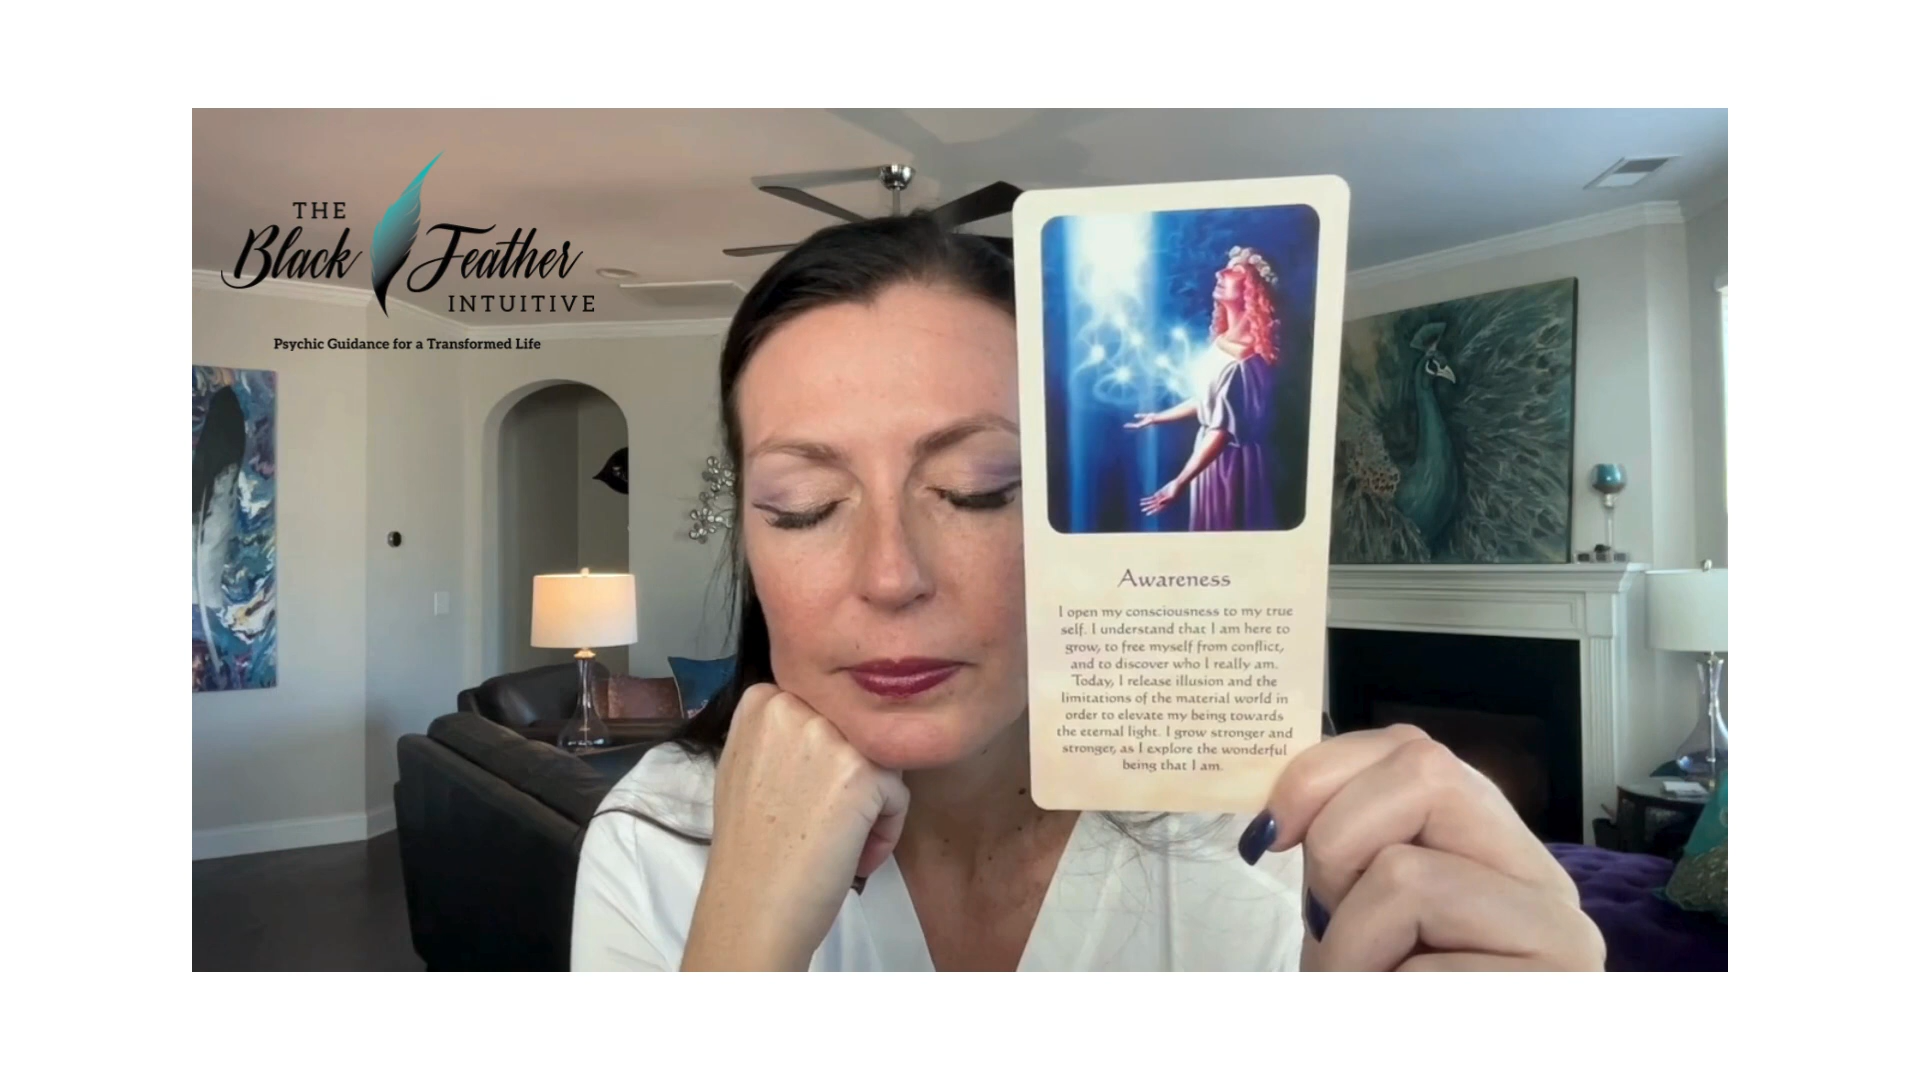 THE
Black Feather
INTUITIVE
Psychic Guidance for a Transformed Life
Awareness
I open my consciousness to my true
self. I understand that I am here to
grow, to free myself from conflict,
and to discover who I really am.
Today, I release illusion and the
limitations of the material world in
order to elevate my being towards
the eternal light. I grow stronger and
stronger, as I explore the wonderful
being that I am.